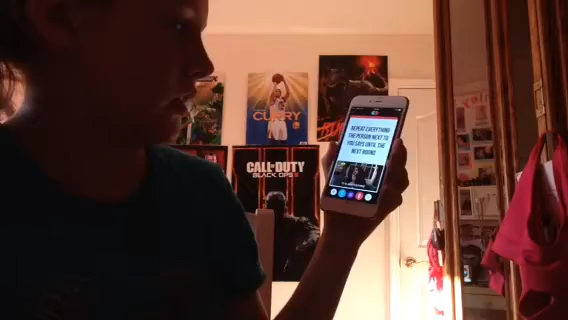 CURRY
CALL OF DUTY
BLACK OPS III
REPEAT EVERYTHING
THE PERSON NEXT TO
YOU SAYS UNTIL THE
NEXT ROUND